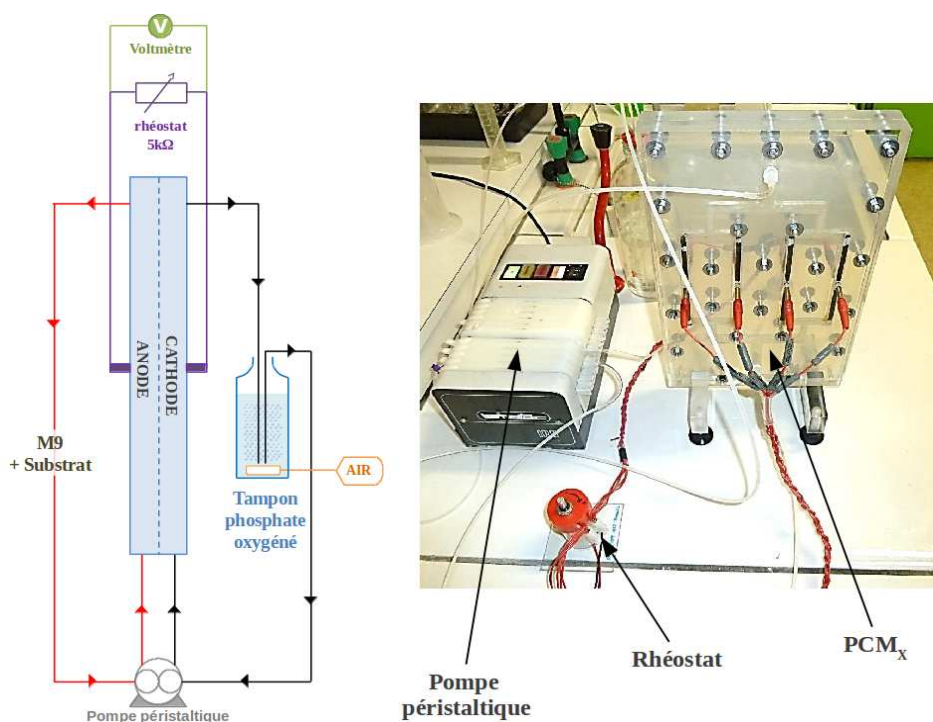 V
Voltmètre
rhéostat
5kΩ
ANODE
CATHODE
M9
+ Substrat
AIR
Tampon
phosphate
oxygéné
Pompe péristaltique
Pompe
péristaltique
Rhéostat
PCMX